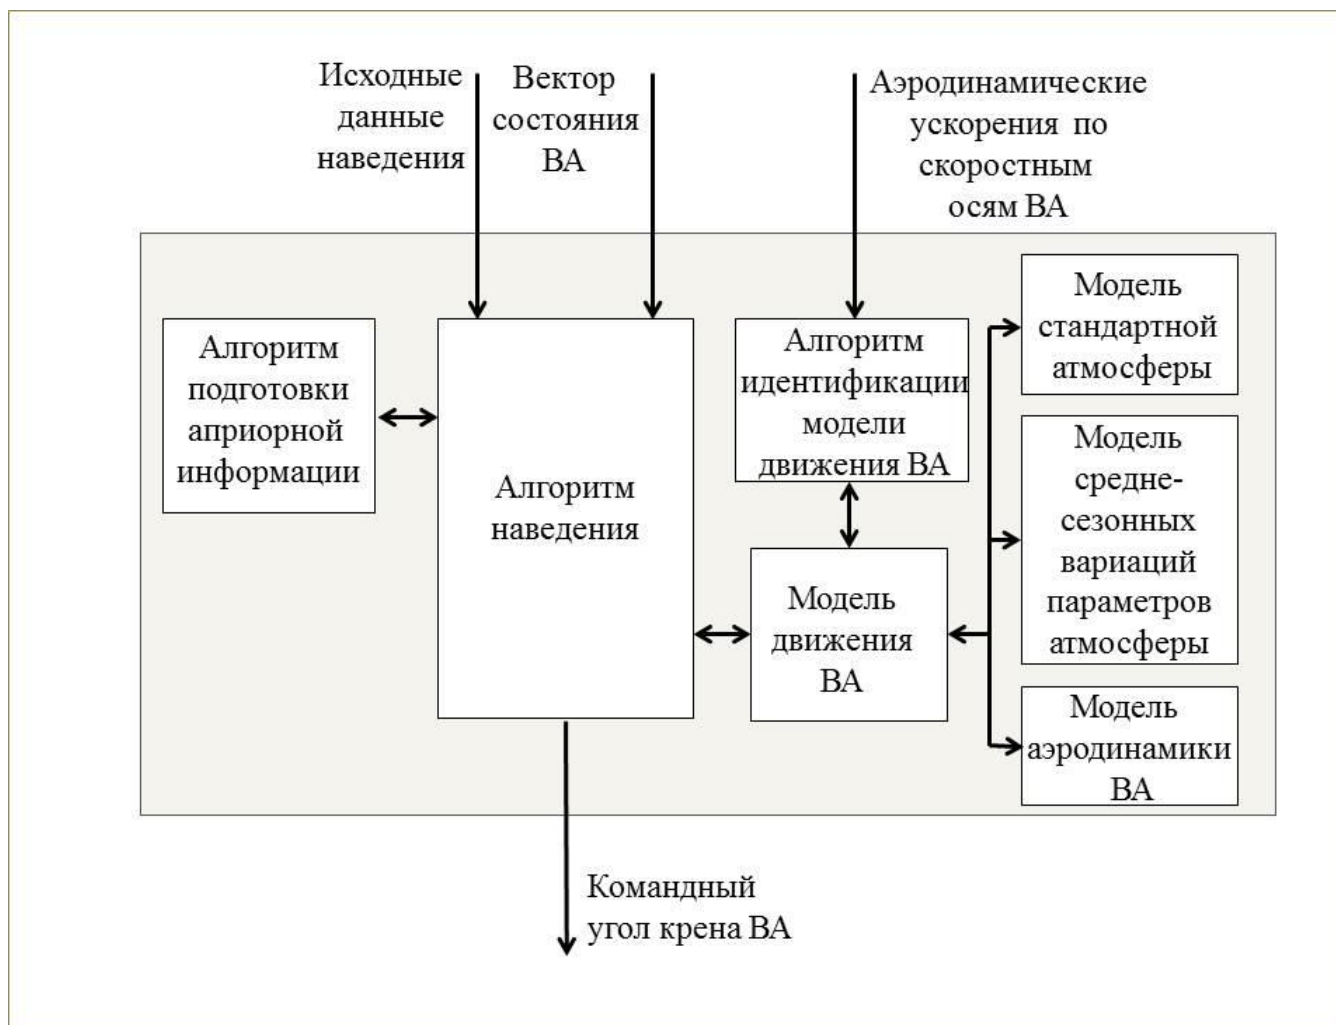 Исходные
данные
наведения
Вектор
состояния
ВА
Аэродинамические
ускорения по
скоростным
осям ВА
Алгоритм
подготовки
априорной
информации
Алгоритм
наведения
Алгоритм
идентификации
модели
движения ВА
Модель
движения
ВА
Модель
стандартной
атмосферы
Модель
средне-
сезонных
вариаций
параметров
атмосферы
Модель
аэродинамики
ВА
Командный
угол крена ВА